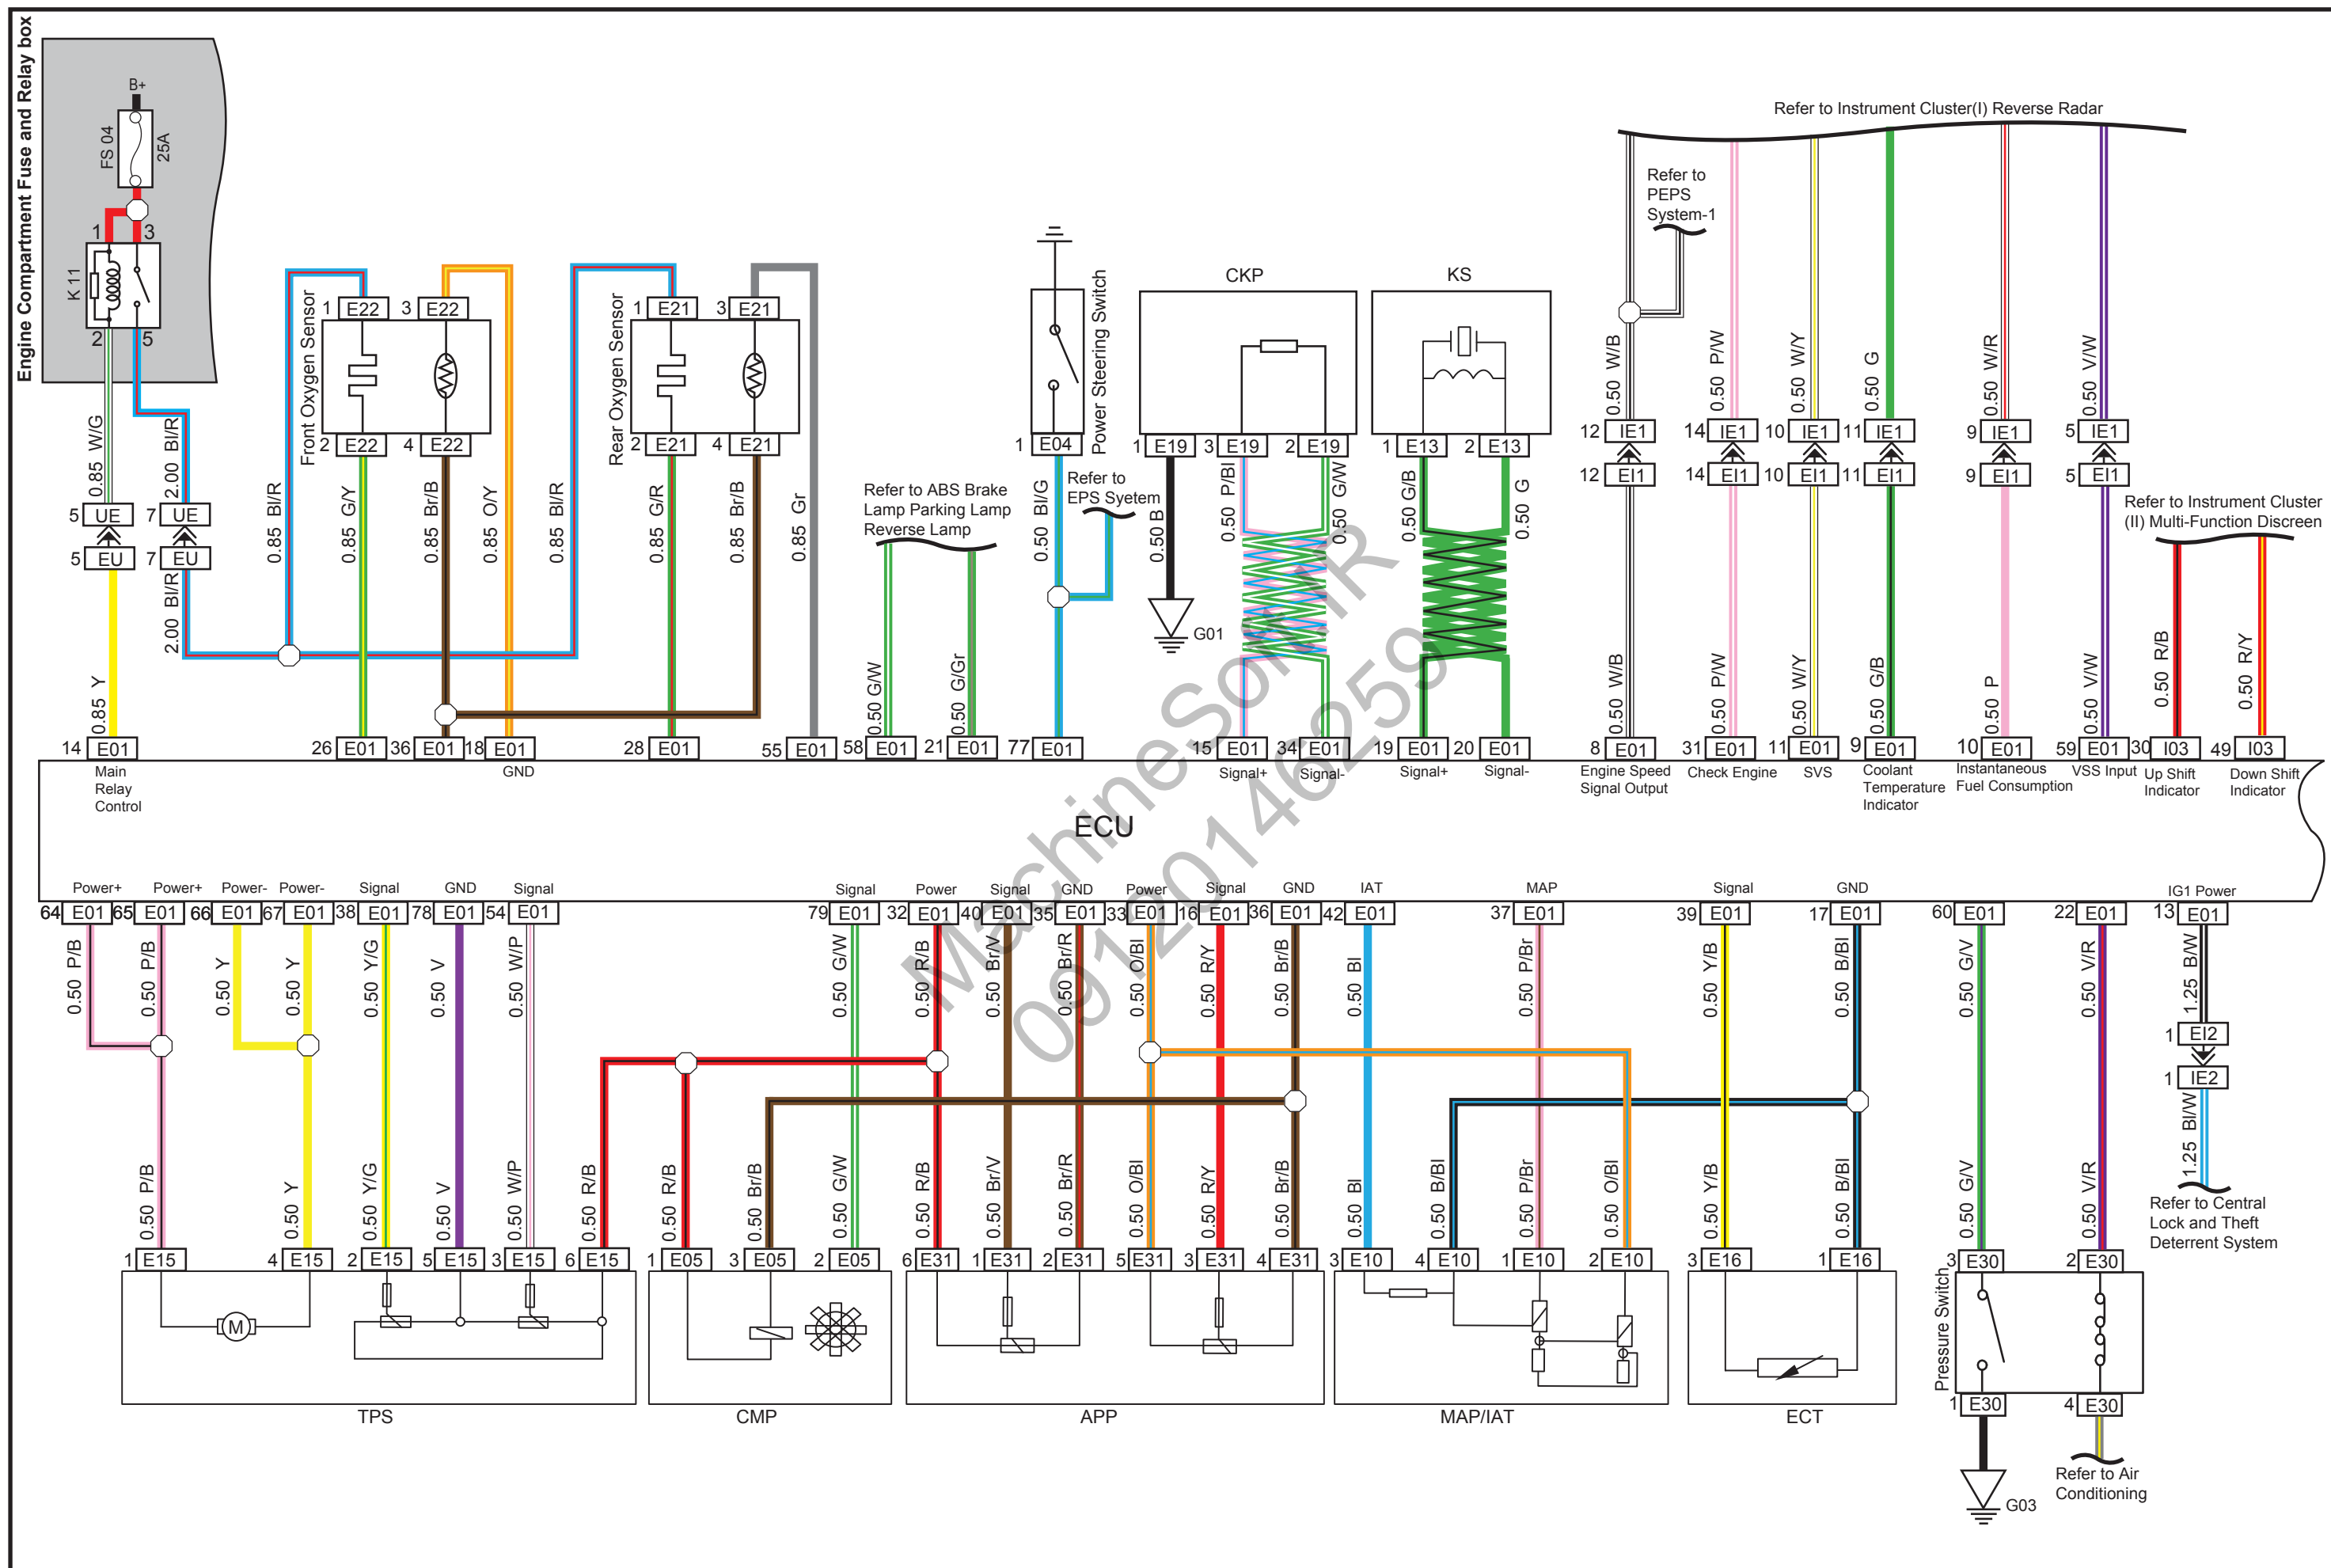 Engine Compartment Fuse and Relay box
B+
FS 04
25A
1 3
K 11
2 5
0.85 W/G
2.00 Bl/R
5 UE 7 UE
5 EU 7 EU
0.85 Y
2.00 Bl/R
0.85 Bl/R
Front Oxygen Sensor
1 E22 3 E22
2 E22 4 E22
0.85 G/Y
0.85 Br/B
0.85 O/Y
0.85 Bl/R
Rear Oxygen Sensor
1 E21 3 E21
2 E21 4 E21
0.85 G/R
0.85 Br/B
0.85 Gr
Refer to ABS Brake
Lamp Parking Lamp
Reverse Lamp
0.50 G/W
0.50 G/Gr
Power Steering Switch
1 E04
0.50 Bl/G
Refer to
EPS Syetem
CKP
1 E19 3 E19 2 E19
0.50 B
0.50 P/Bl
0.50 G/W
G01
KS
1 E13 2 E13
0.50 G/B
0.50 G
Refer to Instrument Cluster(I) Reverse Radar
Refer to
PEPS
System-1
0.50 W/B
0.50 P/W
0.50 W/Y
0.50 G
0.50 W/R
0.50 V/W
12 IE1 14 IE1 10 IE1 11 IE1 9 IE1 5 IE1
12 EI1 14 EI1 10 EI1 11 EI1 9 EI1 5 EI1
Refer to Instrument Cluster
(II) Multi-Function Discreen
0.50 W/B
0.50 P/W
0.50 W/Y
0.50 G/B
0.50 P
0.50 V/W
0.50 R/B
0.50 R/Y
14 E01 26 E01 36 E01 18 E01 28 E01 55 E01 58 E01 21 E01 77 E01 15 E01 34 E01 19 E01 20 E01 8 E01 31 E01 11 E01 9 E01 10 E01 59 E01 30 I03 49 I03
Main
Relay
Control
GND
Signal+
Signal-
Signal+
Signal-
Engine Speed
Signal Output
Check Engine
SVS
Coolant
Temperature
Indicator
Instantaneous
Fuel Consumption
VSS Input
Up Shift
Indicator
Down Shift
Indicator
ECU
MachineSomIR
09120146259
Power+ Power+ Power- Power- Signal GND Signal Signal Power Signal GND Power Signal GND IAT MAP Signal GND IG1 Power
64 E01 65 E01 66 E01 67 E01 38 E01 78 E01 54 E01 79 E01 32 E01 40 E01 35 E01 33 E01 16 E01 36 E01 42 E01 37 E01 39 E01 17 E01 60 E01 22 E01 13 E01
0.50 P/B
0.50 P/B
0.50 Y
0.50 Y
0.50 Y/G
0.50 V
0.50 W/P
0.50 G/W
0.50 R/B
0.50 Br/V
0.50 Br/R
0.50 O/Bl
0.50 R/Y
0.50 Br/B
0.50 Bl
0.50 P/Br
0.50 Y/B
0.50 B/Bl
0.50 G/V
0.50 V/R
1.25 B/W
1 EI2
1 IE2
1.25 Bl/W
Refer to Central
Lock and Theft
Deterrent System
0.50 P/B
0.50 Y
0.50 Y/G
0.50 V
0.50 W/P
0.50 R/B
0.50 R/B
0.50 Br/B
0.50 G/W
0.50 R/B
0.50 Br/V
0.50 Br/R
0.50 O/Bl
0.50 R/Y
0.50 Br/B
0.50 Bl
0.50 B/Bl
0.50 P/Br
0.50 O/Bl
0.50 Y/B
0.50 B/Bl
0.50 G/V
0.50 V/R
1 E15 4 E15 2 E15 5 E15 3 E15 6 E15 1 E05 3 E05 2 E05 6 E31 1 E31 2 E31 5 E31 3 E31 4 E31 3 E10 4 E10 1 E10 2 E10 3 E16 1 E16 3 E30 2 E30
M
Pressure Switch
1 E30 4 E30
TPS
CMP
APP
MAP/IAT
ECT
G03
Refer to Air
Conditioning